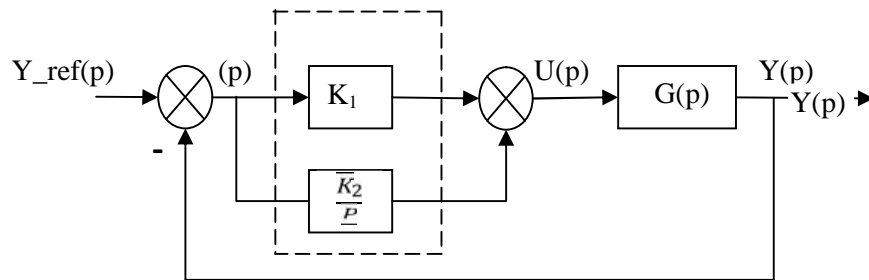 Y_ref(p)
(p)
K₁
U(p)
G(p)
Y(p)
Y(p)
-
K₂
P